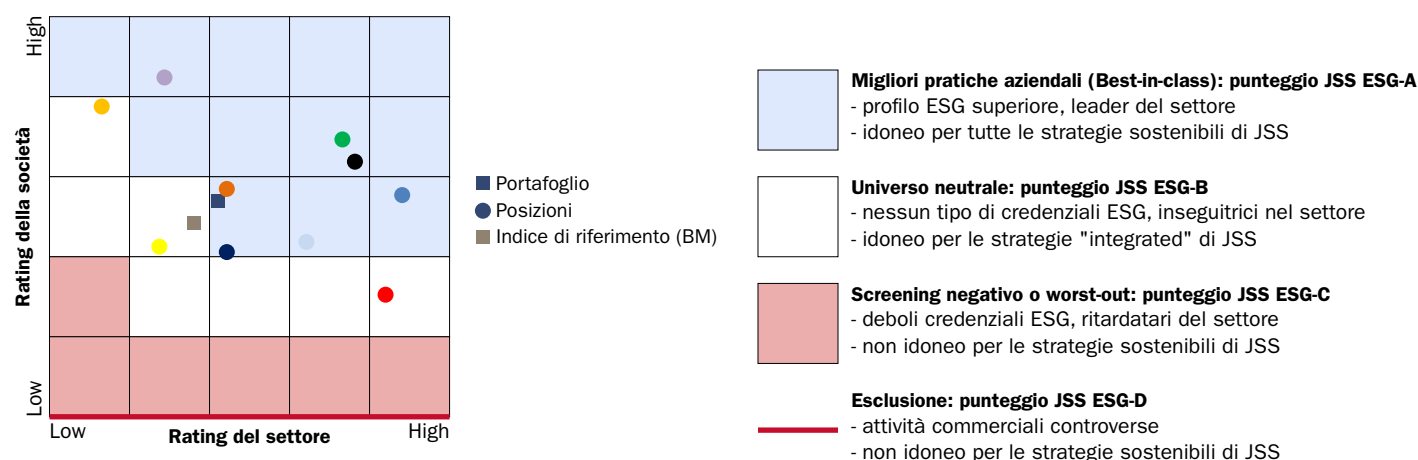 High
Rating della società
Low
Low
Rating del settore
High
Portafoglio
Posizioni
Indice di riferimento (BM)
Migliori pratiche aziendali (Best-in-class): punteggio JSS ESG-A
- profilo ESG superiore, leader del settore
- idoneo per tutte le strategie sostenibili di JSS
Universo neutrale: punteggio JSS ESG-B
- nessun tipo di credenziali ESG, inseguitrici nel settore
- idoneo per le strategie "integrated" di JSS
Screening negativo o worst-out: punteggio JSS ESG-C
- deboli credenziali ESG, ritardatari del settore
- non idoneo per le strategie sostenibili di JSS
Esclusione: punteggio JSS ESG-D
- attività commerciali controverse
- non idoneo per le strategie sostenibili di JSS